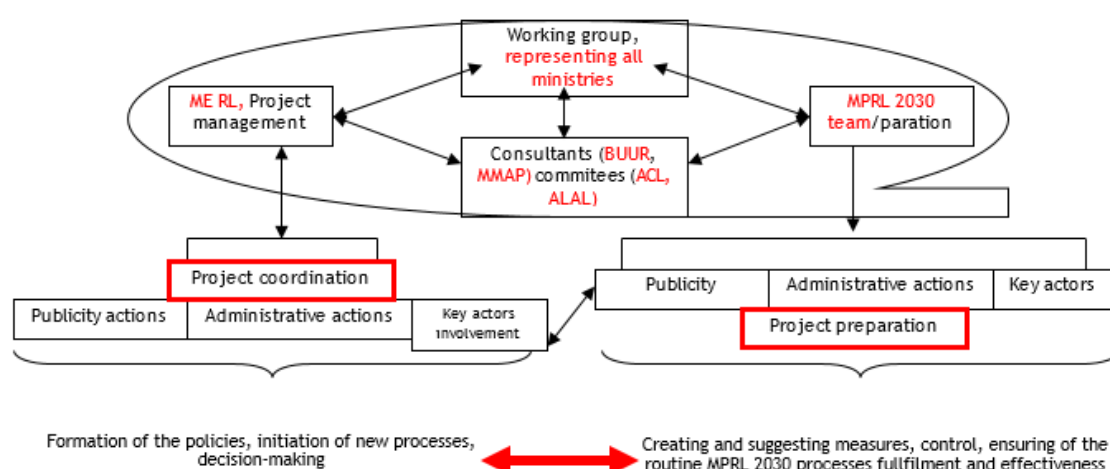 Working group,
representing all
ministries
ME RL, Project
management
MPRL 2030
team/paration
Consultants (BUUR,
MMAP) commitees (ACL,
ALAL)
Project coordination
Publicity actions
Administrative actions
Key actors
involvement
Publicity
Administrative actions
Key actors
Project preparation
Formation of the policies, initiation of new processes,
decision-making
Creating and suggesting measures, control, ensuring of the
routine MPRL 2030 processes fullfilment and effectiveness